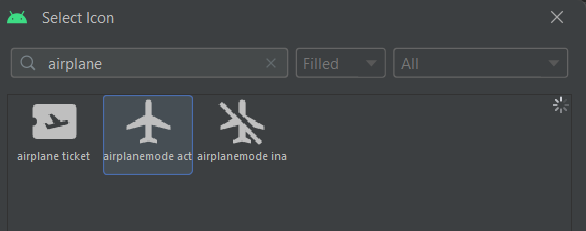 Select Icon
airplane
Filled
All
airplane ticket
airplanemode act
airplanemode ina